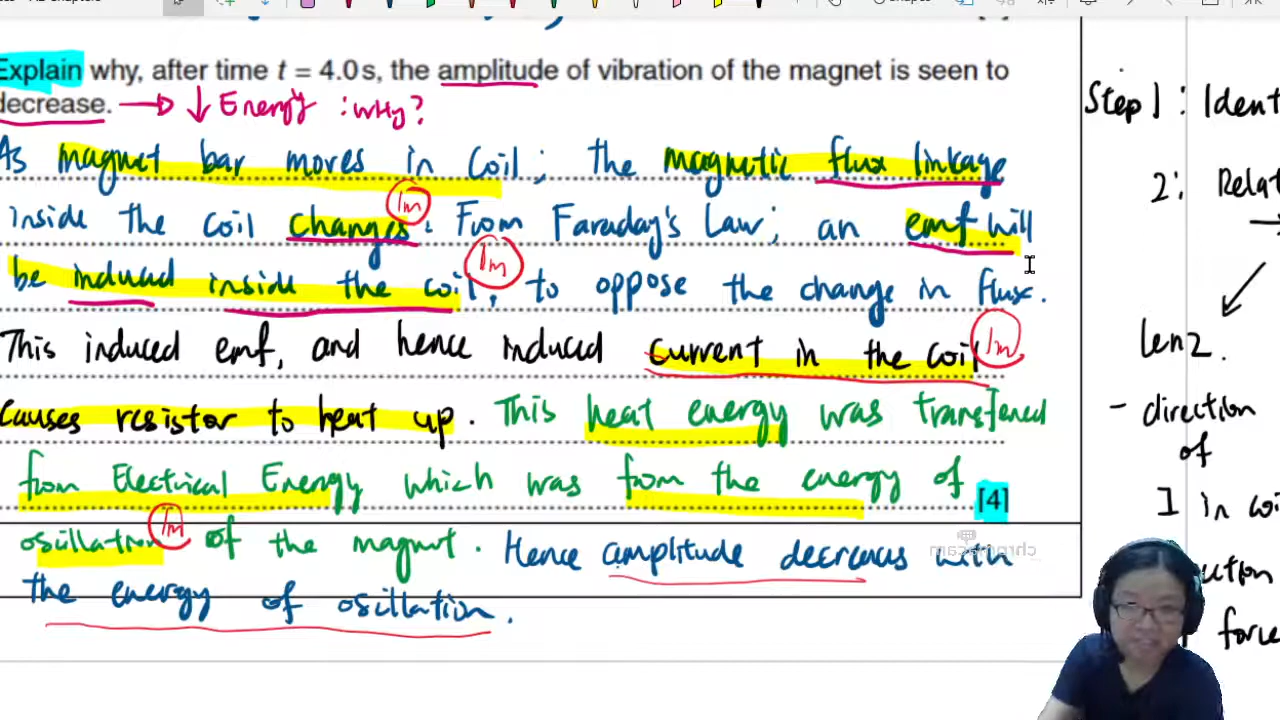 Explain why, after time t = 4.0 s, the amplitude of vibration of the magnet is seen to
decrease. → ↓ Energy : why?
As magnet bar moves in coil ; the magnetic flux linkage
inside the coil changes. 1m From Faraday's Law ; an emf will
be induced inside the coil, 1m to oppose the change in flux.
This induced emf, and hence induced current in the coil 1m
causes resistor to heat up. This heat energy was transferred
from Electrical Energy which was from the energy of
[4]
oscillation 1m of the magnet. Hence amplitude decreases with
the energy of oscillation.
Step 1 : Ident
2 : Relat
Lenz.
- direction
of
I in coi
uction
force
chromacam